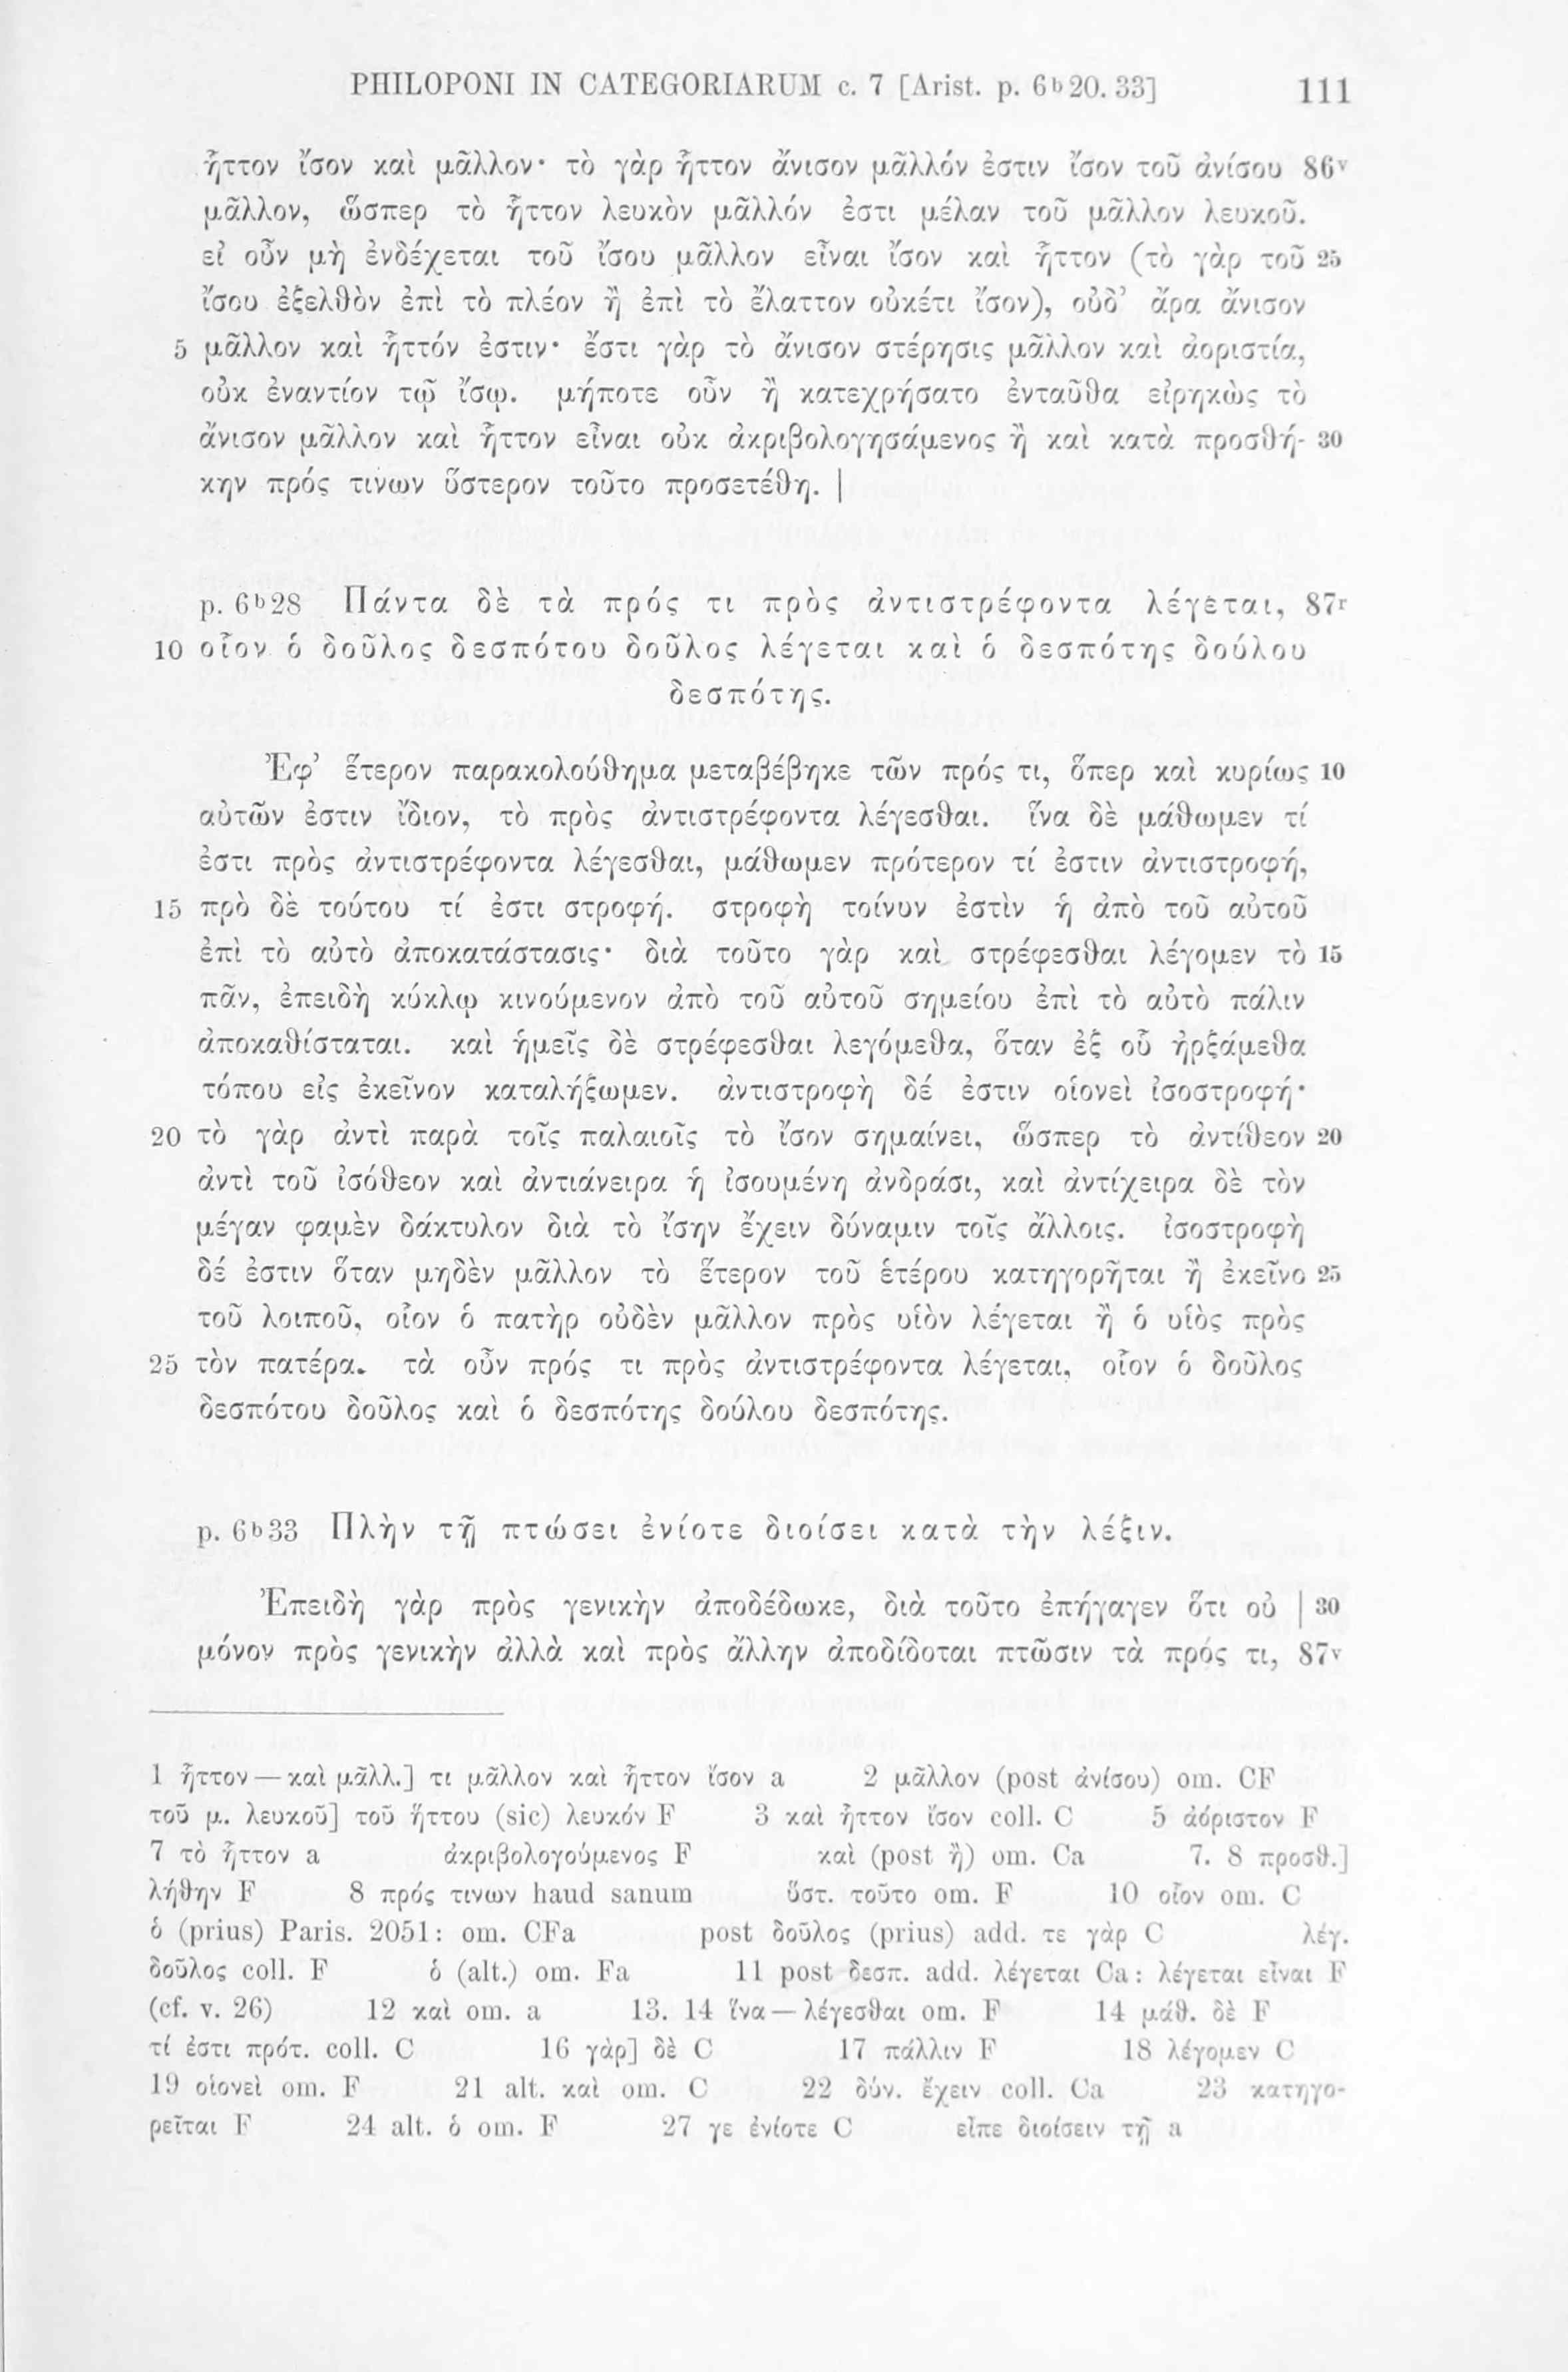 PHILOPONI IN CATEGORIARUM c. 7 [Arist. p. 6b20. 33] 111
ἧττον ἴσον καὶ μᾶλλον· τὸ γὰρ ἧττον ἄνισον μᾶλλόν ἐστιν ἴσον τοῦ ἀνίσου 86v
μᾶλλον, ὥσπερ τὸ ἧττον λευκὸν μᾶλλόν ἐστι μέλαν τοῦ μᾶλλον λευκοῦ.
εἰ οὖν μὴ ἐνδέχεται τοῦ ἴσου μᾶλλον εἶναι ἴσον καὶ ἧττον (τὸ γὰρ τοῦ 25
ἴσου ἐξελθὸν ἐπὶ τὸ πλέον ἢ ἐπὶ τὸ ἔλαττον οὐκέτι ἴσον), οὐδ’ ἄρα ἄνισον
5 μᾶλλον καὶ ἧττόν ἐστιν· ἔστι γὰρ τὸ ἄνισον στέρησις μᾶλλον καὶ ἀοριστία,
οὐκ ἐναντίον τῷ ἴσῳ. μήποτε οὖν ἢ κατεχρήσατο ἐνταῦθα εἰρηκὼς τὸ
ἄνισον μᾶλλον καὶ ἧττον εἶναι οὐκ ἀκριβολογησάμενος ἢ καὶ κατὰ προσθή- 30
κην πρός τινων ὕστερον τοῦτο προσετέθη. |
p. 6b28 Πάντα δὲ τὰ πρός τι πρὸς ἀντιστρέφοντα λέγεται, 87r
10 οἷον ὁ δοῦλος δεσπότου δοῦλος λέγεται καὶ ὁ δεσπότης δούλου
δεσπότης.
Ἐφ’ ἕτερον παρακολούθημα μεταβέβηκε τῶν πρός τι, ὅπερ καὶ κυρίως 10
αὐτῶν ἐστιν ἴδιον, τὸ πρὸς ἀντιστρέφοντα λέγεσθαι. ἵνα δὲ μάθωμεν τί
ἐστι πρὸς ἀντιστρέφοντα λέγεσθαι, μάθωμεν πρότερον τί ἐστιν ἀντιστροφή,
15 πρὸ δὲ τούτου τί ἐστι στροφή. στροφὴ τοίνυν ἐστὶν ἡ ἀπὸ τοῦ αὐτοῦ
ἐπὶ τὸ αὐτὸ ἀποκατάστασις· διὰ τοῦτο γὰρ καὶ στρέφεσθαι λέγομεν τὸ 15
πᾶν, ἐπειδὴ κύκλῳ κινούμενον ἀπὸ τοῦ αὐτοῦ σημείου ἐπὶ τὸ αὐτὸ πάλιν
ἀποκαθίσταται. καὶ ἡμεῖς δὲ στρέφεσθαι λεγόμεθα, ὅταν ἐξ οὗ ἠρξάμεθα
τόπου εἰς ἐκεῖνον καταλήξωμεν. ἀντιστροφὴ δέ ἐστιν οἱονεὶ ἰσοστροφή·
20 τὸ γὰρ ἀντὶ παρὰ τοῖς παλαιοῖς τὸ ἴσον σημαίνει, ὥσπερ τὸ ἀντίθεον 20
ἀντὶ τοῦ ἰσόθεον καὶ ἀντιάνειρα ἡ ἰσουμένη ἀνδράσι, καὶ ἀντίχειρα δὲ τὸν
μέγαν φαμὲν δάκτυλον διὰ τὸ ἴσην ἔχειν δύναμιν τοῖς ἄλλοις. ἰσοστροφὴ
δέ ἐστιν ὅταν μηδὲν μᾶλλον τὸ ἕτερον τοῦ ἑτέρου κατηγορῆται ἢ ἐκεῖνο 25
τοῦ λοιποῦ, οἷον ὁ πατὴρ οὐδὲν μᾶλλον πρὸς υἱὸν λέγεται ἢ ὁ υἱὸς πρὸς
25 τὸν πατέρα. τὰ οὖν πρός τι πρὸς ἀντιστρέφοντα λέγεται, οἷον ὁ δοῦλος
δεσπότου δοῦλος καὶ ὁ δεσπότης δούλου δεσπότης.
p. 6b33 Πλὴν τῇ πτώσει ἐνίοτε διοίσει κατὰ τὴν λέξιν.
Ἐπειδὴ γὰρ πρὸς γενικὴν ἀποδέδωκε, διὰ τοῦτο ἐπήγαγεν ὅτι οὐ | 30
μόνον πρὸς γενικὴν ἀλλὰ καὶ πρὸς ἄλλην ἀποδίδοται πτῶσιν τὰ πρός τι, 87v
1 ἧττον — καὶ μᾶλλ.] τι μᾶλλον καὶ ἧττον ἴσον a 2 μᾶλλον (post ἀνίσου) om. CF
τοῦ μ. λευκοῦ] τοῦ ἥττου (sic) λευκόν F 3 καὶ ἧττον ἴσον coll. C 5 ἀόριστον F
7 τὸ ἧττον a ἀκριβολογούμενος F καὶ (post ἢ) om. Ca 7. 8 προσθ.]
λήθην F 8 πρός τινων haud sanum ὕστ. τοῦτο om. F 10 οἷον om. C
ὁ (prius) Paris. 2051: om. CFa post δοῦλος (prius) add. τε γὰρ C λέγ.
δοῦλος coll. F ὁ (alt.) om. Fa 11 post δεσπ. add. λέγεται Ca: λέγεται εἶναι F
(cf. v. 26) 12 καὶ om. a 13. 14 ἵνα — λέγεσθαι om. F 14 μάθ. δὲ F
τί ἐστι πρότ. coll. C 16 γὰρ] δὲ C 17 πάλλιν F 18 λέγομεν C
19 οἱονεὶ om. F 21 alt. καὶ om. C 22 δύν. ἔχειν coll. Ca 23 κατηγο-
ρεῖται F 24 alt. ὁ om. F 27 γε ἐνίοτε C εἶπε διοίσειν τῇ a